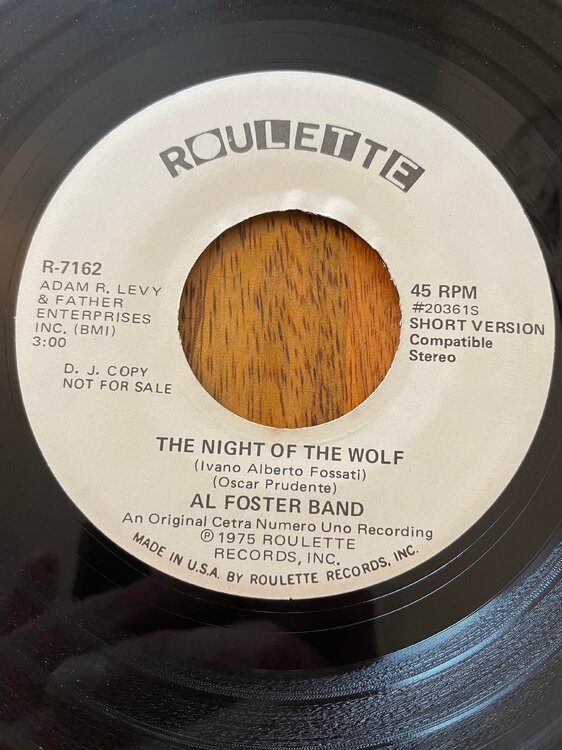 ROULETTE
R-7162
ADAM R. LEVY
& FATHER
ENTERPRISES
INC. (BMI)
3:00
D. J. COPY
NOT FOR SALE
45 RPM
#20361S
SHORT VERSION
Compatible
Stereo
THE NIGHT OF THE WOLF
(Ivano Alberto Fossati)
(Oscar Prudente)
AL FOSTER BAND
An Original Cetra Numero Uno Recording
Ⓟ1975 ROULETTE
RECORDS, INC.
MADE IN U.S.A. BY ROULETTE RECORDS, INC.